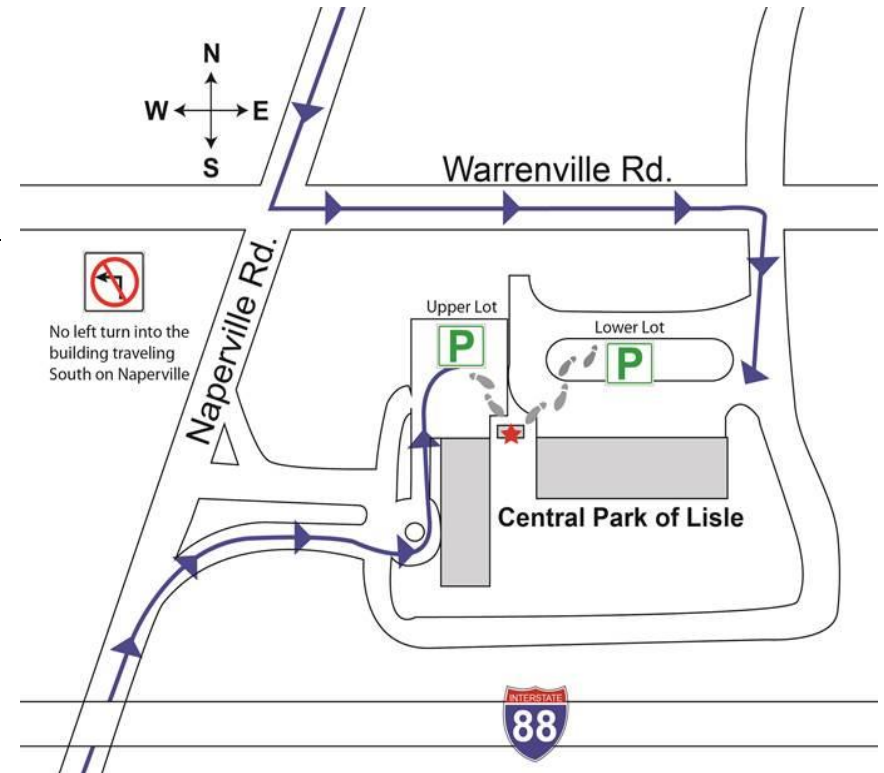 N
W
E
S
Warrenville Rd.
Naperville Rd.
No left turn into the
building traveling
South on Naperville
Upper Lot
P
Lower Lot
P
Central Park of Lisle
INTERSTATE
88